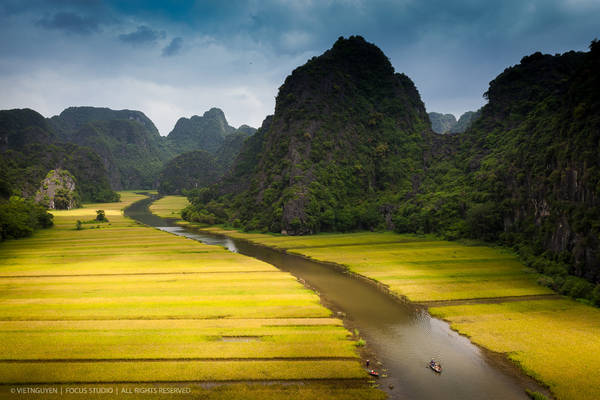 © VIETNGUYEN | FOCUS STUDIO | ALL RIGHTS RESERVED